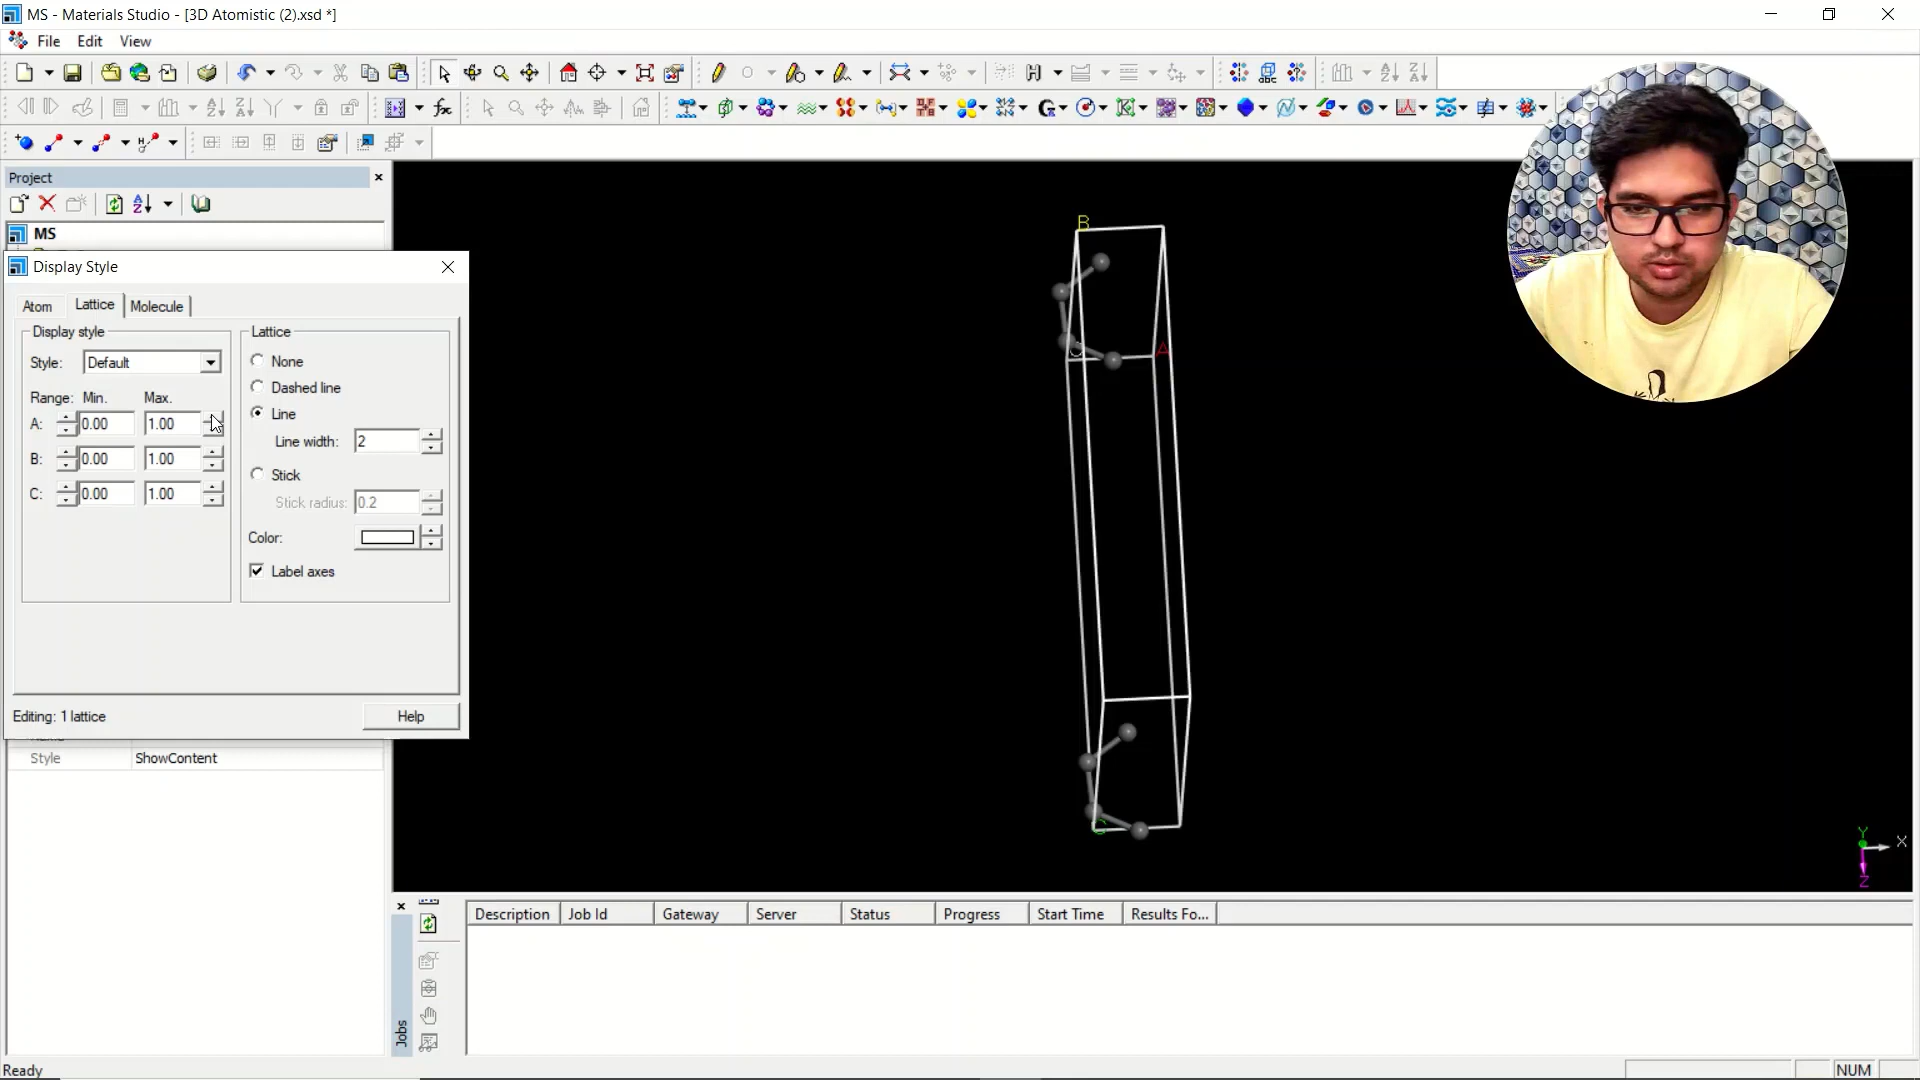 MS - Materials Studio - [3D Atomistic (2).xsd *]
File Edit View
Project
MS
Display Style
Atom Lattice Molecule
Display style
Style: Default
Range: Min. Max.
A: 0.00 1.00
B: 0.00 1.00
C: 0.00 1.00
Lattice
None
Dashed line
Line
Line width: 2
Stick
Stick radius: 0.2
Color:
Label axes
Editing: 1 lattice
Help
Style ShowContent
B
C
A
Y
X
Z
Description Job Id Gateway Server Status Progress Start Time Results Fo...
Jobs
Ready
NUM